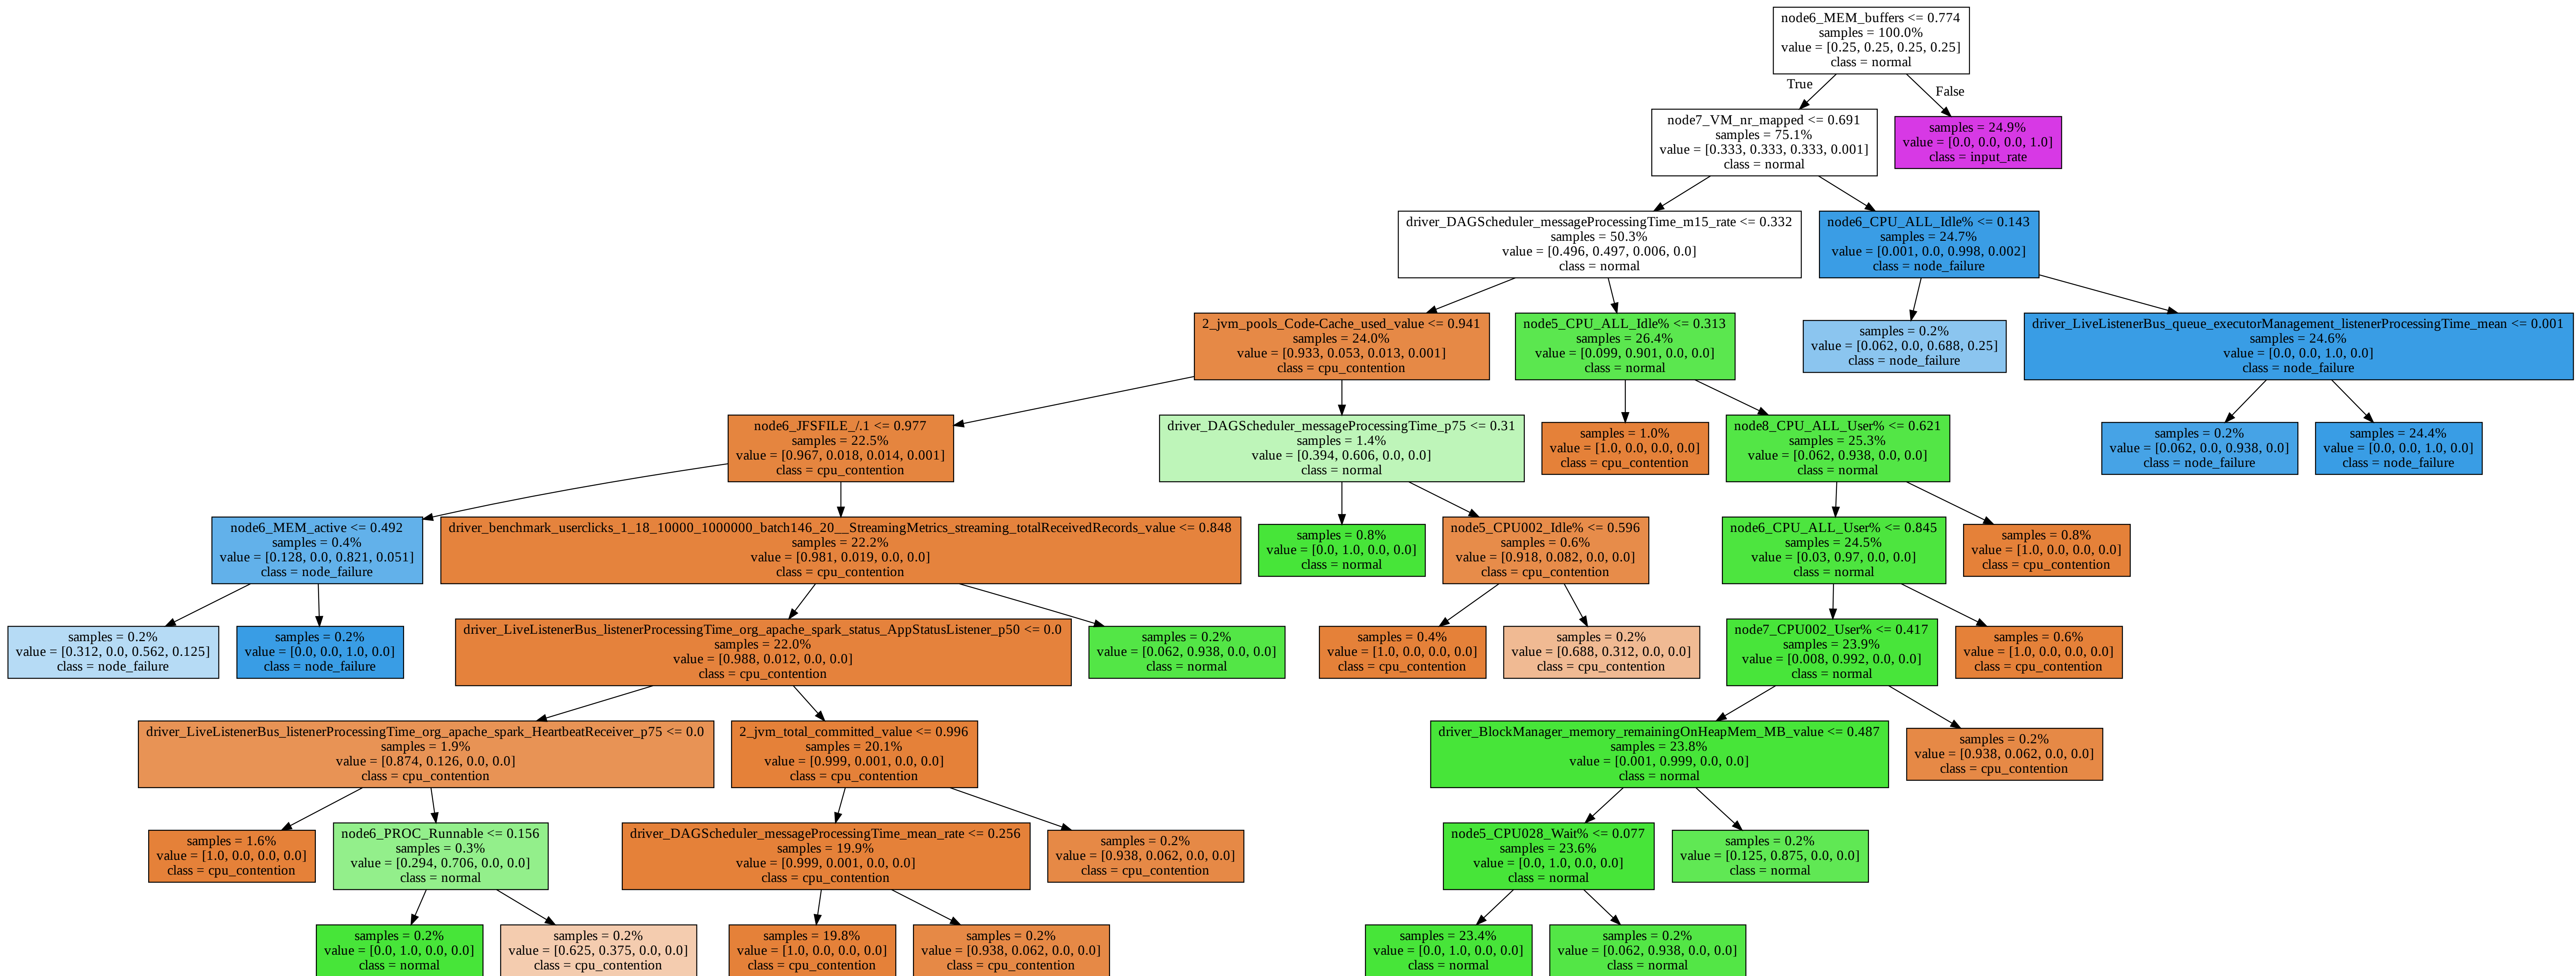 node6_MEM_buffers <= 0.774
samples = 100.0%
value = [0.25, 0.25, 0.25, 0.25]
class = normal
True
False
node7_VM_nr_mapped <= 0.691
samples = 75.1%
value = [0.333, 0.333, 0.333, 0.001]
class = normal
samples = 24.9%
value = [0.0, 0.0, 0.0, 1.0]
class = input_rate
driver_DAGScheduler_messageProcessingTime_m15_rate <= 0.332
samples = 50.3%
value = [0.496, 0.497, 0.006, 0.0]
class = normal
node6_CPU_ALL_Idle% <= 0.143
samples = 24.7%
value = [0.001, 0.0, 0.998, 0.002]
class = node_failure
2_jvm_pools_Code-Cache_used_value <= 0.941
samples = 24.0%
value = [0.933, 0.053, 0.013, 0.001]
class = cpu_contention
node5_CPU_ALL_Idle% <= 0.313
samples = 26.4%
value = [0.099, 0.901, 0.0, 0.0]
class = normal
samples = 0.2%
value = [0.062, 0.0, 0.688, 0.25]
class = node_failure
driver_LiveListenerBus_queue_executorManagement_listenerProcessingTime_mean <= 0.001
samples = 24.6%
value = [0.0, 0.0, 1.0, 0.0]
class = node_failure
node6_JFSFILE_/.1 <= 0.977
samples = 22.5%
value = [0.967, 0.018, 0.014, 0.001]
class = cpu_contention
driver_DAGScheduler_messageProcessingTime_p75 <= 0.31
samples = 1.4%
value = [0.394, 0.606, 0.0, 0.0]
class = normal
samples = 1.0%
value = [1.0, 0.0, 0.0, 0.0]
class = cpu_contention
node8_CPU_ALL_User% <= 0.621
samples = 25.3%
value = [0.062, 0.938, 0.0, 0.0]
class = normal
samples = 0.2%
value = [0.062, 0.0, 0.938, 0.0]
class = node_failure
samples = 24.4%
value = [0.0, 0.0, 1.0, 0.0]
class = node_failure
node6_MEM_active <= 0.492
samples = 0.4%
value = [0.128, 0.0, 0.821, 0.051]
class = node_failure
driver_benchmark_userclicks_1_18_10000_1000000_batch146_20__StreamingMetrics_streaming_totalReceivedRecords_value <= 0.848
samples = 22.2%
value = [0.981, 0.019, 0.0, 0.0]
class = cpu_contention
samples = 0.8%
value = [0.0, 1.0, 0.0, 0.0]
class = normal
node5_CPU002_Idle% <= 0.596
samples = 0.6%
value = [0.918, 0.082, 0.0, 0.0]
class = cpu_contention
node6_CPU_ALL_User% <= 0.845
samples = 24.5%
value = [0.03, 0.97, 0.0, 0.0]
class = normal
samples = 0.8%
value = [1.0, 0.0, 0.0, 0.0]
class = cpu_contention
samples = 0.2%
value = [0.312, 0.0, 0.562, 0.125]
class = node_failure
samples = 0.2%
value = [0.0, 0.0, 1.0, 0.0]
class = node_failure
driver_LiveListenerBus_listenerProcessingTime_org_apache_spark_status_AppStatusListener_p50 <= 0.0
samples = 22.0%
value = [0.988, 0.012, 0.0, 0.0]
class = cpu_contention
samples = 0.2%
value = [0.062, 0.938, 0.0, 0.0]
class = normal
samples = 0.4%
value = [1.0, 0.0, 0.0, 0.0]
class = cpu_contention
samples = 0.2%
value = [0.688, 0.312, 0.0, 0.0]
class = cpu_contention
node7_CPU002_User% <= 0.417
samples = 23.9%
value = [0.008, 0.992, 0.0, 0.0]
class = normal
samples = 0.6%
value = [1.0, 0.0, 0.0, 0.0]
class = cpu_contention
driver_LiveListenerBus_listenerProcessingTime_org_apache_spark_HeartbeatReceiver_p75 <= 0.0
samples = 1.9%
value = [0.874, 0.126, 0.0, 0.0]
class = cpu_contention
2_jvm_total_committed_value <= 0.996
samples = 20.1%
value = [0.999, 0.001, 0.0, 0.0]
class = cpu_contention
driver_BlockManager_memory_remainingOnHeapMem_MB_value <= 0.487
samples = 23.8%
value = [0.001, 0.999, 0.0, 0.0]
class = normal
samples = 0.2%
value = [0.938, 0.062, 0.0, 0.0]
class = cpu_contention
samples = 1.6%
value = [1.0, 0.0, 0.0, 0.0]
class = cpu_contention
node6_PROC_Runnable <= 0.156
samples = 0.3%
value = [0.294, 0.706, 0.0, 0.0]
class = normal
driver_DAGScheduler_messageProcessingTime_mean_rate <= 0.256
samples = 19.9%
value = [0.999, 0.001, 0.0, 0.0]
class = cpu_contention
samples = 0.2%
value = [0.938, 0.062, 0.0, 0.0]
class = cpu_contention
node5_CPU028_Wait% <= 0.077
samples = 23.6%
value = [0.0, 1.0, 0.0, 0.0]
class = normal
samples = 0.2%
value = [0.125, 0.875, 0.0, 0.0]
class = normal
samples = 0.2%
value = [0.0, 1.0, 0.0, 0.0]
class = normal
samples = 0.2%
value = [0.625, 0.375, 0.0, 0.0]
class = cpu_contention
samples = 19.8%
value = [1.0, 0.0, 0.0, 0.0]
class = cpu_contention
samples = 0.2%
value = [0.938, 0.062, 0.0, 0.0]
class = cpu_contention
samples = 23.4%
value = [0.0, 1.0, 0.0, 0.0]
class = normal
samples = 0.2%
value = [0.062, 0.938, 0.0, 0.0]
class = normal